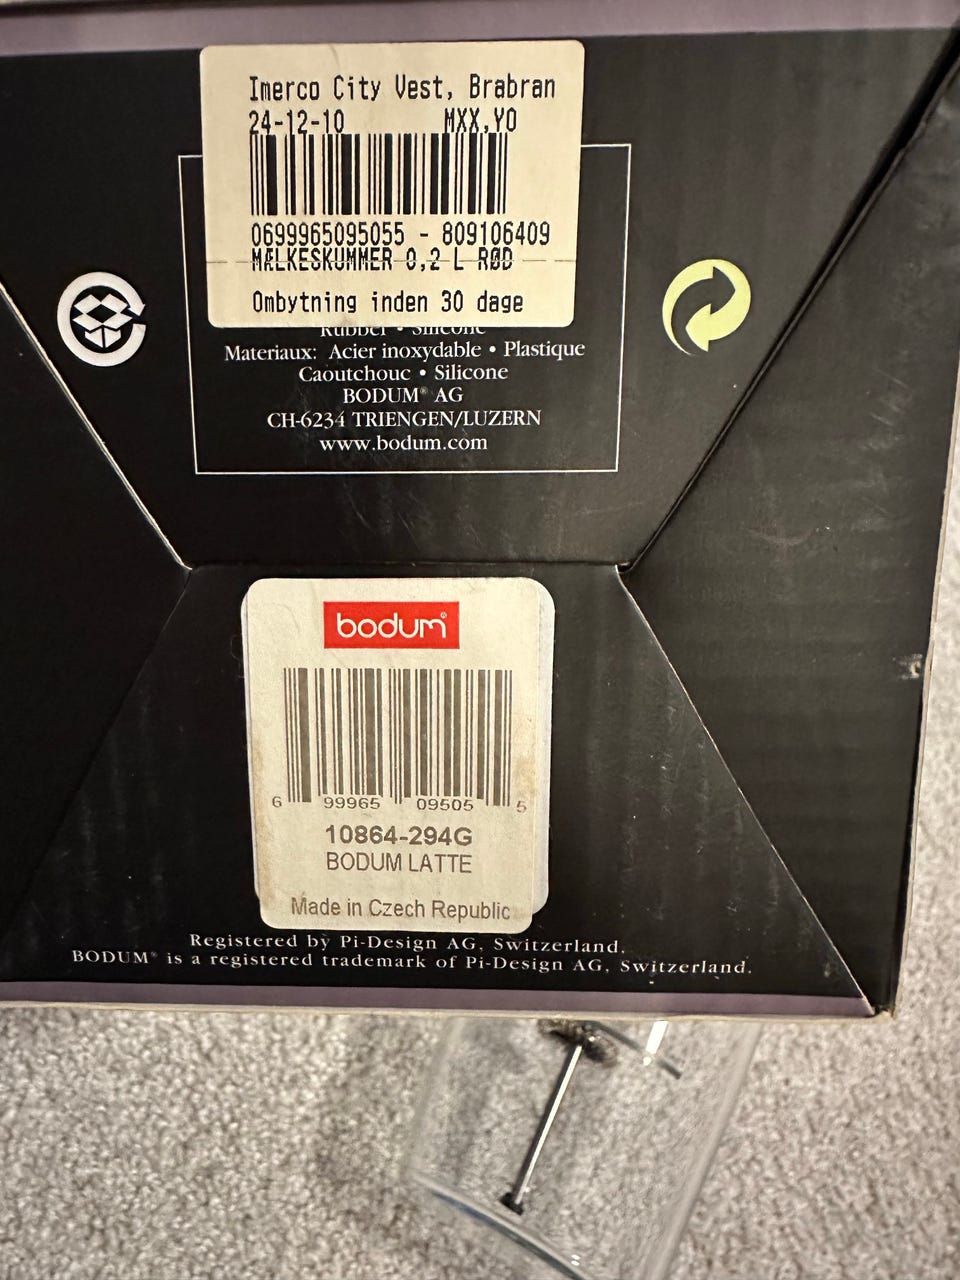 Imerco City Vest, Brabran
24-12-10 MXX,YO
0699965095055 - 809106409
MÆLKESKUMMER 0,2 L RØD
Ombytning inden 30 dage
Rubber • Silicone
Materiaux: Acier inoxydable • Plastique
Caoutchouc • Silicone
BODUM® AG
CH-6234 TRIENGEN/LUZERN
www.bodum.com
bodum®
6 99965 09505 5
10864-294G
BODUM LATTE
Made in Czech Republic
Registered by Pi-Design AG, Switzerland.
BODUM® is a registered trademark of Pi-Design AG, Switzerland.